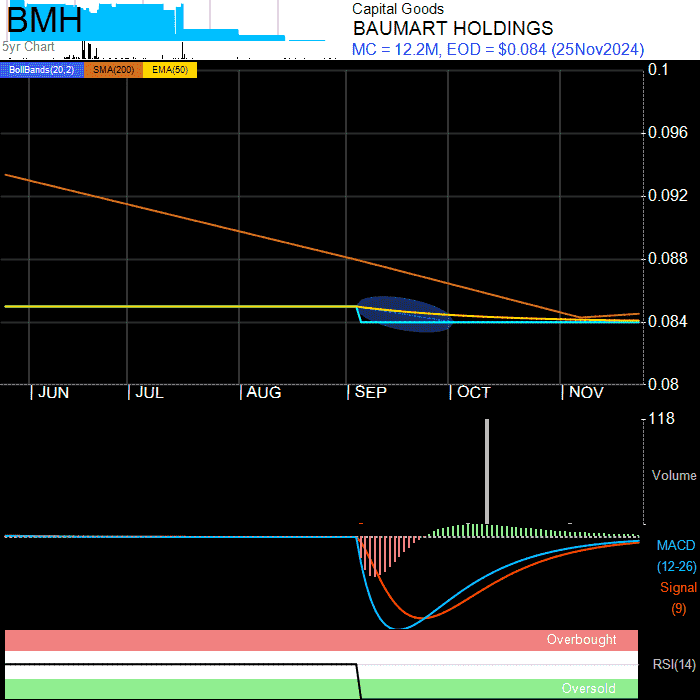 BMH
5yr Chart
Capital Goods
BAUMART HOLDINGS
MC = 12.2M, EOD = $0.084 (25Nov2024)
BollBands(20,2) SMA(200) EMA(50)
0.1
0.096
0.092
0.088
0.084
0.08
JUN JUL AUG SEP OCT NOV
118
Volume
MACD
(12-26)
Signal
(9)
Overbought
RSI(14)
Oversold